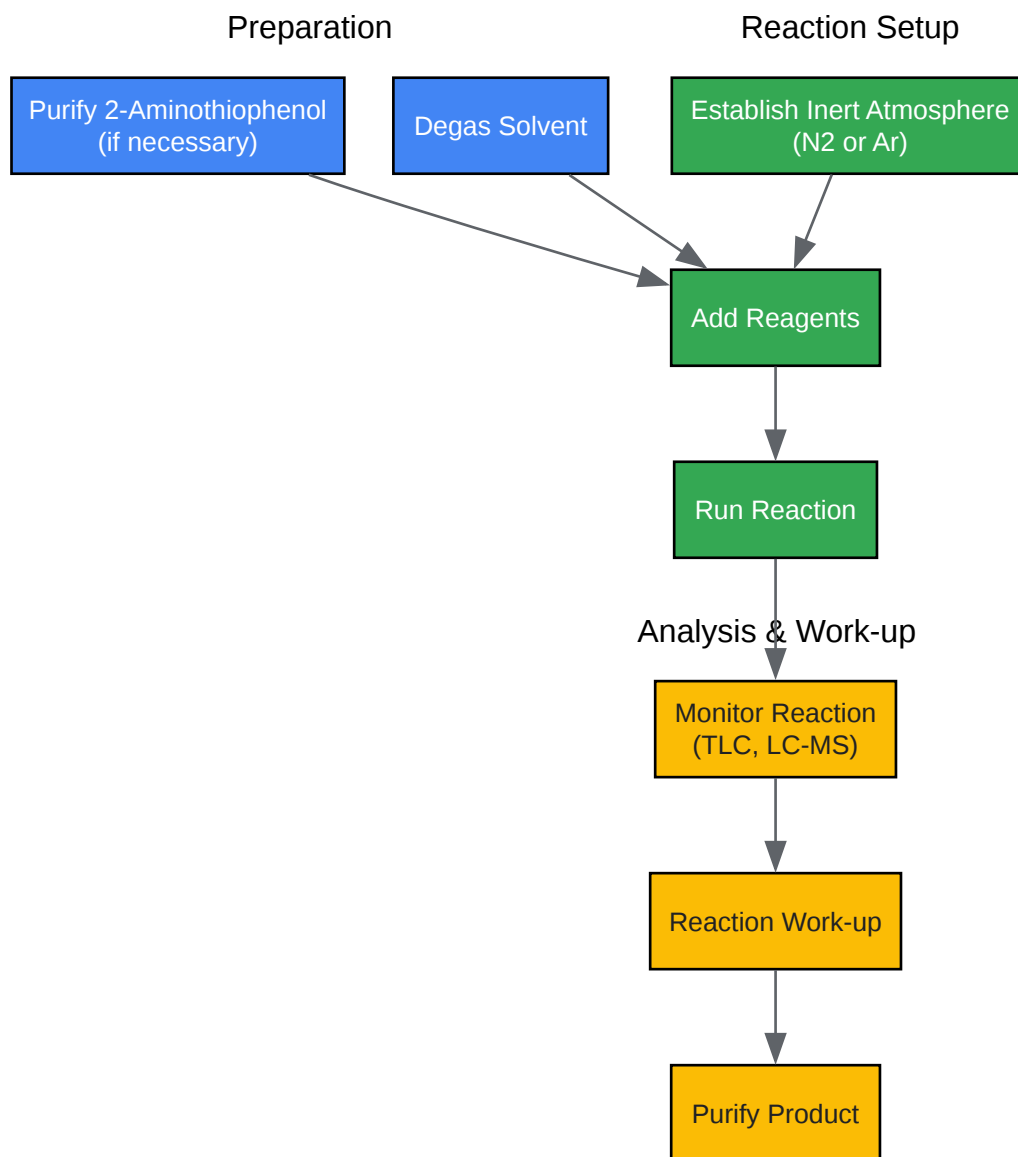 Preparation
Reaction Setup
Purify 2-Aminothiophenol
(if necessary)
Degas Solvent
Establish Inert Atmosphere
(N2 or Ar)
Add Reagents
Run Reaction
Analysis & Work-up
Monitor Reaction
(TLC, LC-MS)
Reaction Work-up
Purify Product